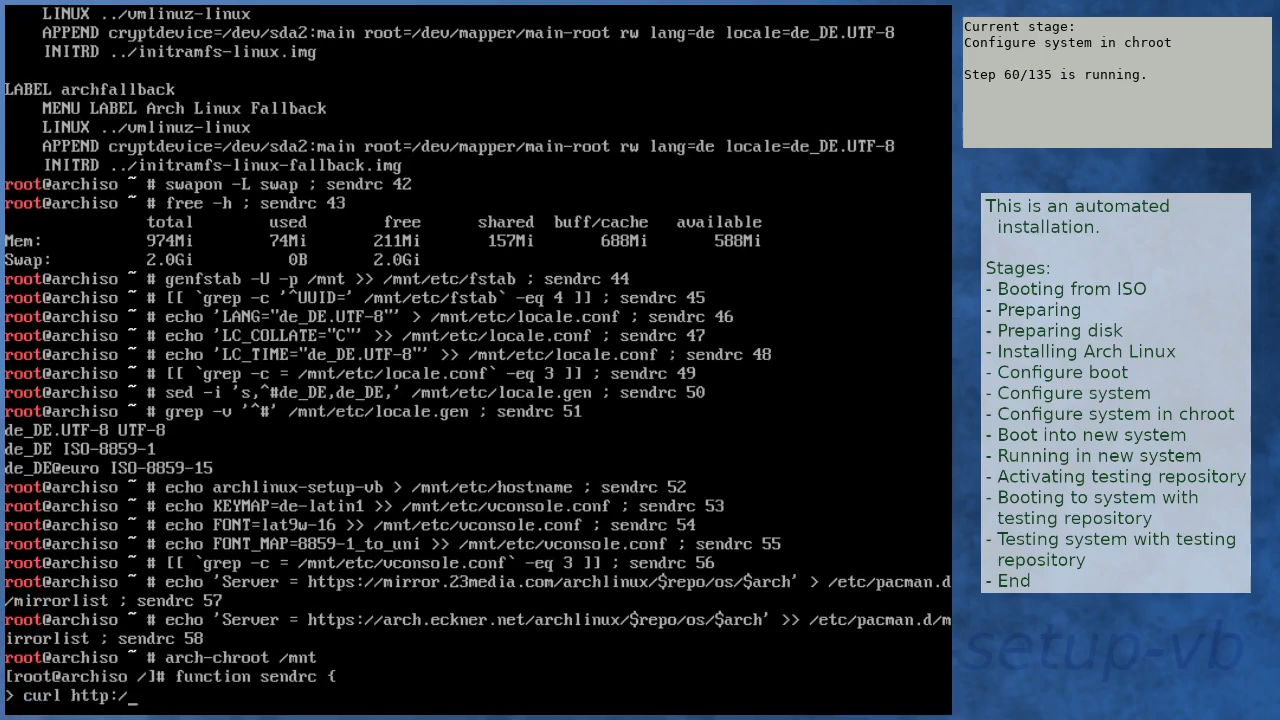 LINUX ../vmlinuz-linux
    APPEND cryptdevice=/dev/sda2:main root=/dev/mapper/main-root rw lang=de locale=de_DE.UTF-8
    INITRD ../initramfs-linux.img

LABEL archfallback
    MENU LABEL Arch Linux Fallback
    LINUX ../vmlinuz-linux
    APPEND cryptdevice=/dev/sda2:main root=/dev/mapper/main-root rw lang=de locale=de_DE.UTF-8
    INITRD ../initramfs-linux-fallback.img
root@archiso ~ # swapon -L swap ; sendrc 42
root@archiso ~ # free -h ; sendrc 43
               total        used        free      shared  buff/cache   available
Mem:           974Mi        74Mi       211Mi       157Mi       688Mi       588Mi
Swap:          2.0Gi          0B       2.0Gi
root@archiso ~ # genfstab -U -p /mnt >> /mnt/etc/fstab ; sendrc 44
root@archiso ~ # [[ `grep -c '^UUID=' /mnt/etc/fstab` -eq 4 ]] ; sendrc 45
root@archiso ~ # echo 'LANG="de_DE.UTF-8"' > /mnt/etc/locale.conf ; sendrc 46
root@archiso ~ # echo 'LC_COLLATE="C"' >> /mnt/etc/locale.conf ; sendrc 47
root@archiso ~ # echo 'LC_TIME="de_DE.UTF-8"' >> /mnt/etc/locale.conf ; sendrc 48
root@archiso ~ # [[ `grep -c = /mnt/etc/locale.conf` -eq 3 ]] ; sendrc 49
root@archiso ~ # sed -i 's,^#de_DE,de_DE,' /mnt/etc/locale.gen ; sendrc 50
root@archiso ~ # grep -v '^#' /mnt/etc/locale.gen ; sendrc 51
de_DE.UTF-8 UTF-8
de_DE ISO-8859-1
de_DE@euro ISO-8859-15
root@archiso ~ # echo archlinux-setup-vb > /mnt/etc/hostname ; sendrc 52
root@archiso ~ # echo KEYMAP=de-latin1 >> /mnt/etc/vconsole.conf ; sendrc 53
root@archiso ~ # echo FONT=lat9w-16 >> /mnt/etc/vconsole.conf ; sendrc 54
root@archiso ~ # echo FONT_MAP=8859-1_to_uni >> /mnt/etc/vconsole.conf ; sendrc 55
root@archiso ~ # [[ `grep -c = /mnt/etc/vconsole.conf` -eq 3 ]] ; sendrc 56
root@archiso ~ # echo 'Server = https://mirror.23media.com/archlinux/$repo/os/$arch' > /etc/pacman.d
/mirrorlist ; sendrc 57
root@archiso ~ # echo 'Server = https://arch.eckner.net/archlinux/$repo/os/$arch' >> /etc/pacman.d/m
irrorlist ; sendrc 58
root@archiso ~ # arch-chroot /mnt
[root@archiso /]# function sendrc {
> curl http:/_
Current stage:
Configure system in chroot

Step 60/135 is running.
This is an automated
installation.

Stages:
- Booting from ISO
- Preparing
- Preparing disk
- Installing Arch Linux
- Configure boot
- Configure system
- Configure system in chroot
- Boot into new system
- Running in new system
- Activating testing repository
- Booting to system with
testing repository
- Testing system with testing
repository
- End
setup-vb